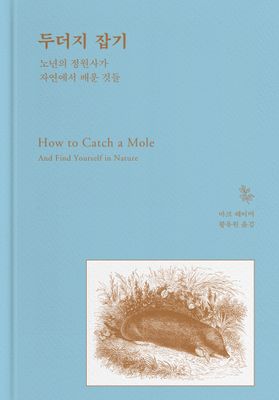 두더지 잡기
노년의 정원사가
자연에서 배운 것들
How to Catch a Mole
And Find Yourself in Nature
마크 헤이머
황유원 옮김